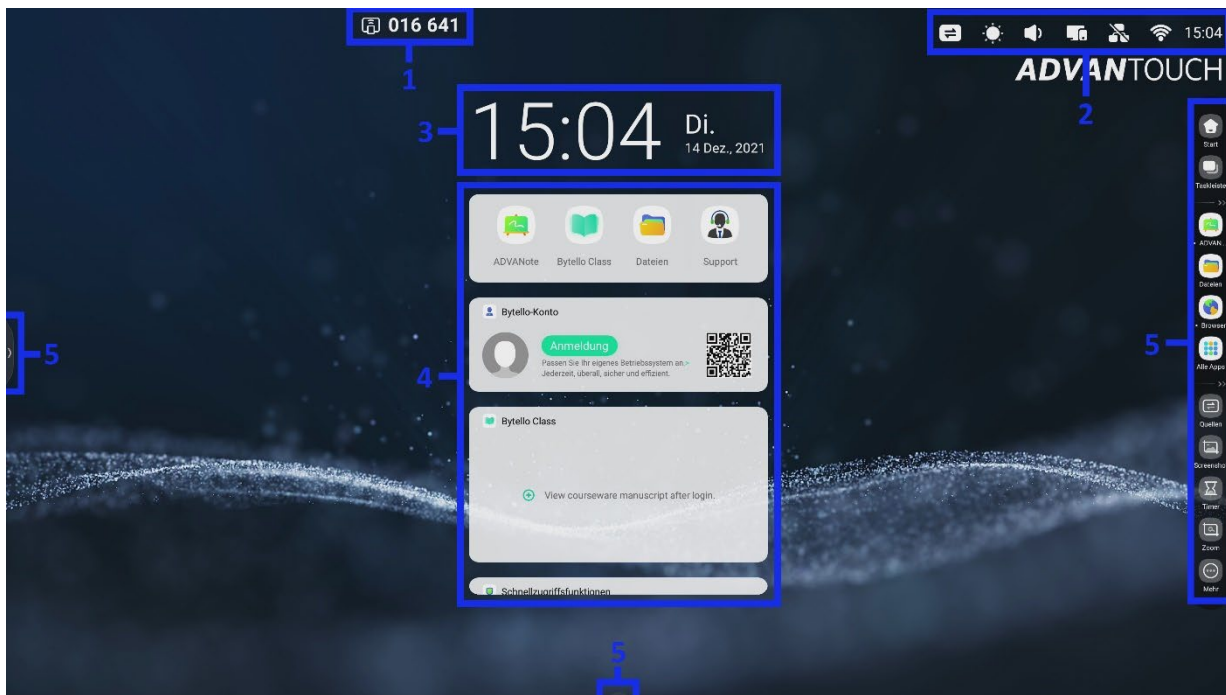 016 641
1
15:04
2
ADVANTOUCH
3
15:04
Di.
14 Dez., 2021
4
ADVANote
Bytello Class
Dateien
Support
Bytello-Konto
Anmeldung
Passen Sie Ihr eigenes Betriebssystem an.>
Jederzeit, überall, sicher und effizient.
Bytello Class
View courseware manuscript after login.
Schnellzugriffsfunktionen
5
5
5
Start
Taskleiste
ADVAN..
Dateien
Browser
Alle Apps
Quellen
Screensho
Timer
Zoom
Mehr